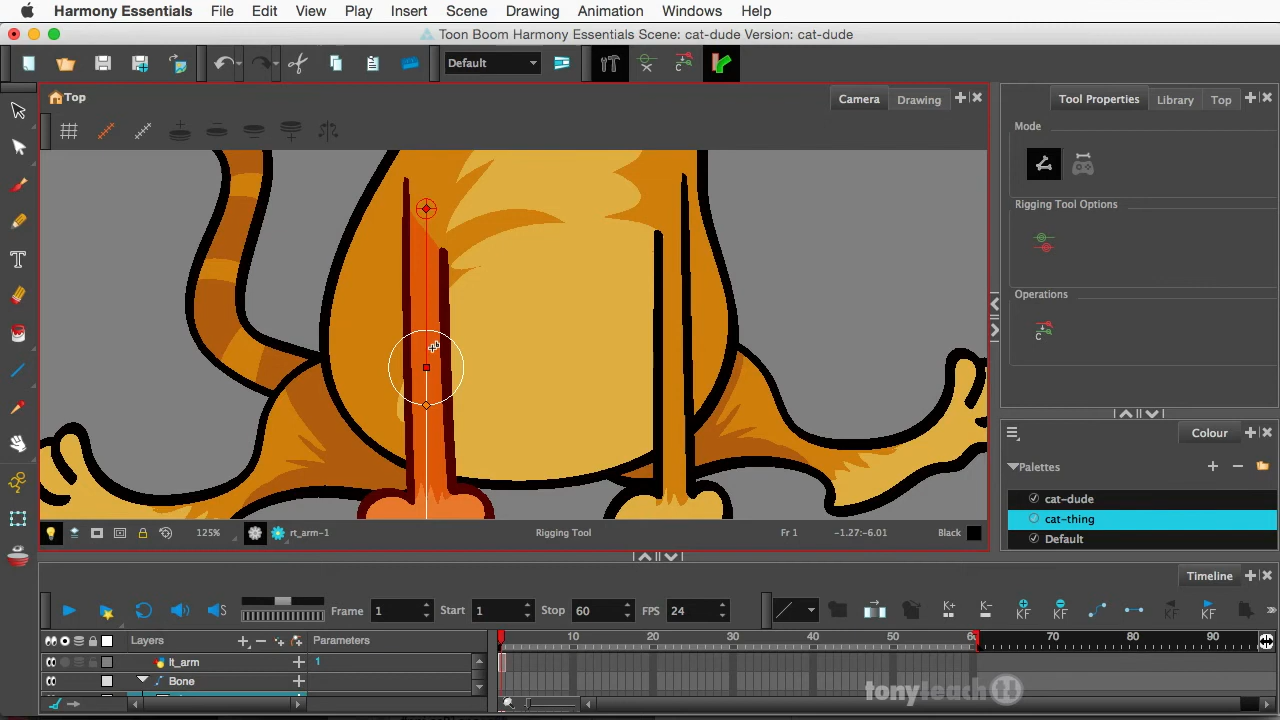 Harmony Essentials File Edit View Play Insert Scene Drawing Animation Windows Help
Toon Boom Harmony Essentials Scene: cat-dude Version: cat-dude
Default
Top Camera Drawing
Tool Properties Library Top
Mode
Rigging Tool Options
Operations
C
Colour
Palettes
cat-dude
cat-thing
Default
125% rt_arm-1 Rigging Tool Fr 1 -1.27:-6.01 Black
Timeline
Frame 1 Start 1 Stop 60 FPS 24
Layers Parameters 10 20 30 40 50 60 70 80 90
lt_arm 1
Bone
tonyteach